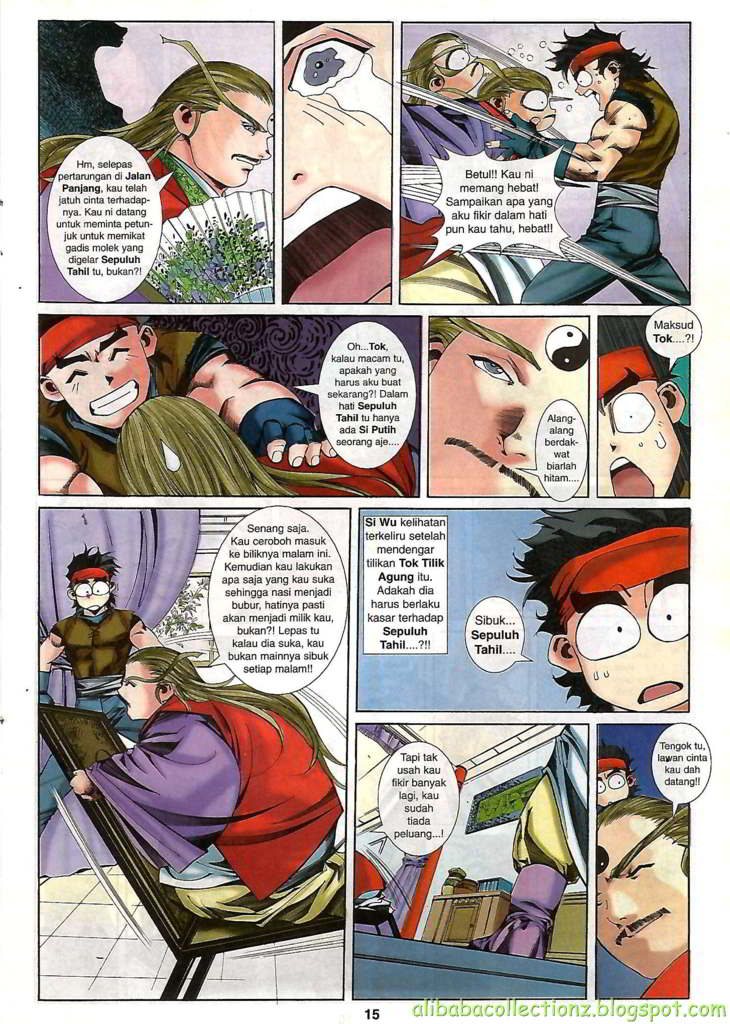 Hm, selepas
pertarungan di Jalan
Panjang, kau telah
jatuh cinta terhadap-
nya. Kau ni datang
untuk meminta petun-
juk untuk memikat
gadis molek yang
digelar Sepuluh
Tahil tu, bukan?!
Betul!! Kau ni
memang hebat!
Sampaikan apa yang
aku fikir dalam hati
pun kau tahu, hebat!!
Oh...Tok,
kalau macam tu,
apakah yang
harus aku buat
sekarang?! Dalam
hati Sepuluh
Tahil tu hanya
ada Si Putih
seorang aje....
Alang-
alang
berdak-
wat
biarlah
hitam....
Maksud
Tok....?!
Senang saja.
Kau ceroboh masuk
ke biliknya malam ini.
Kemudian kau lakukan
apa saja yang kau suka
sehingga nasi menjadi
bubur, hatinya pasti
akan menjadi milik kau,
bukan?! Lepas tu
kalau dia suka, kau
bukan mainnya sibuk
setiap malam!!
Si Wu kelihatan
terkeliru setelah
mendengar
tilikan Tok Tilik
Agung itu.
Adakah dia
harus berlaku
kasar terhadap
Sepuluh
Tahil....?!!
Sibuk...
Sepuluh
Tahil....
Tapi tak
usah kau
fikir banyak
lagi, kau
sudah
tiada
peluang...!
Tengok tu,
lawan cinta
kau dah
datang!!
15
alibabacollectionz.blogspot.com